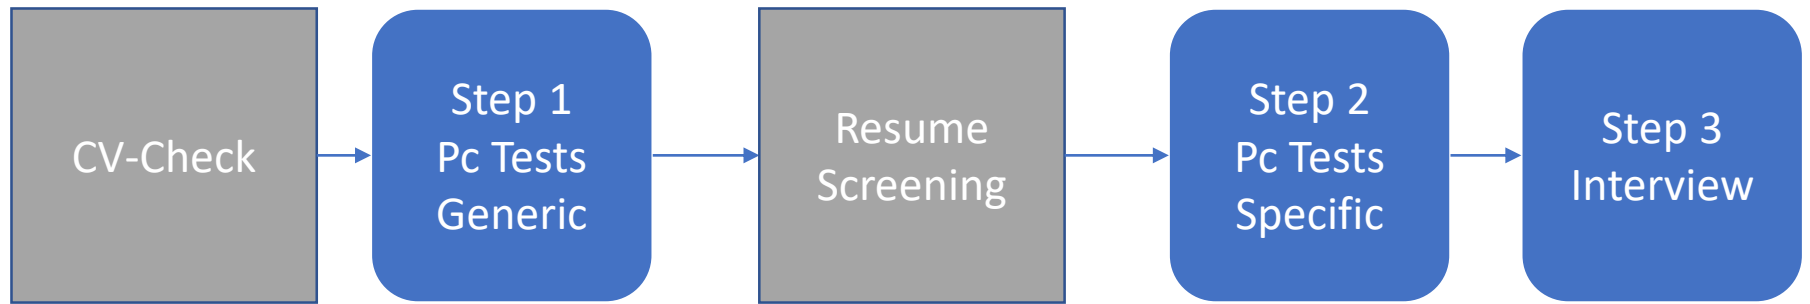 CV-Check
Step 1
Pc Tests
Generic
Resume
Screening
Step 2
Pc Tests
Specific
Step 3
Interview